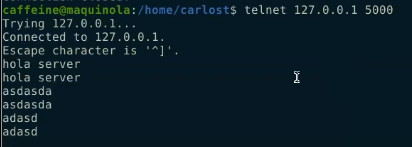 caffeine@maquinola:/home/carlost$ telnet 127.0.0.1 5000
Trying 127.0.0.1...
Connected to 127.0.0.1.
Escape character is '^]'.
hola server
hola server
asdasda
asdasda
adasd
adasd